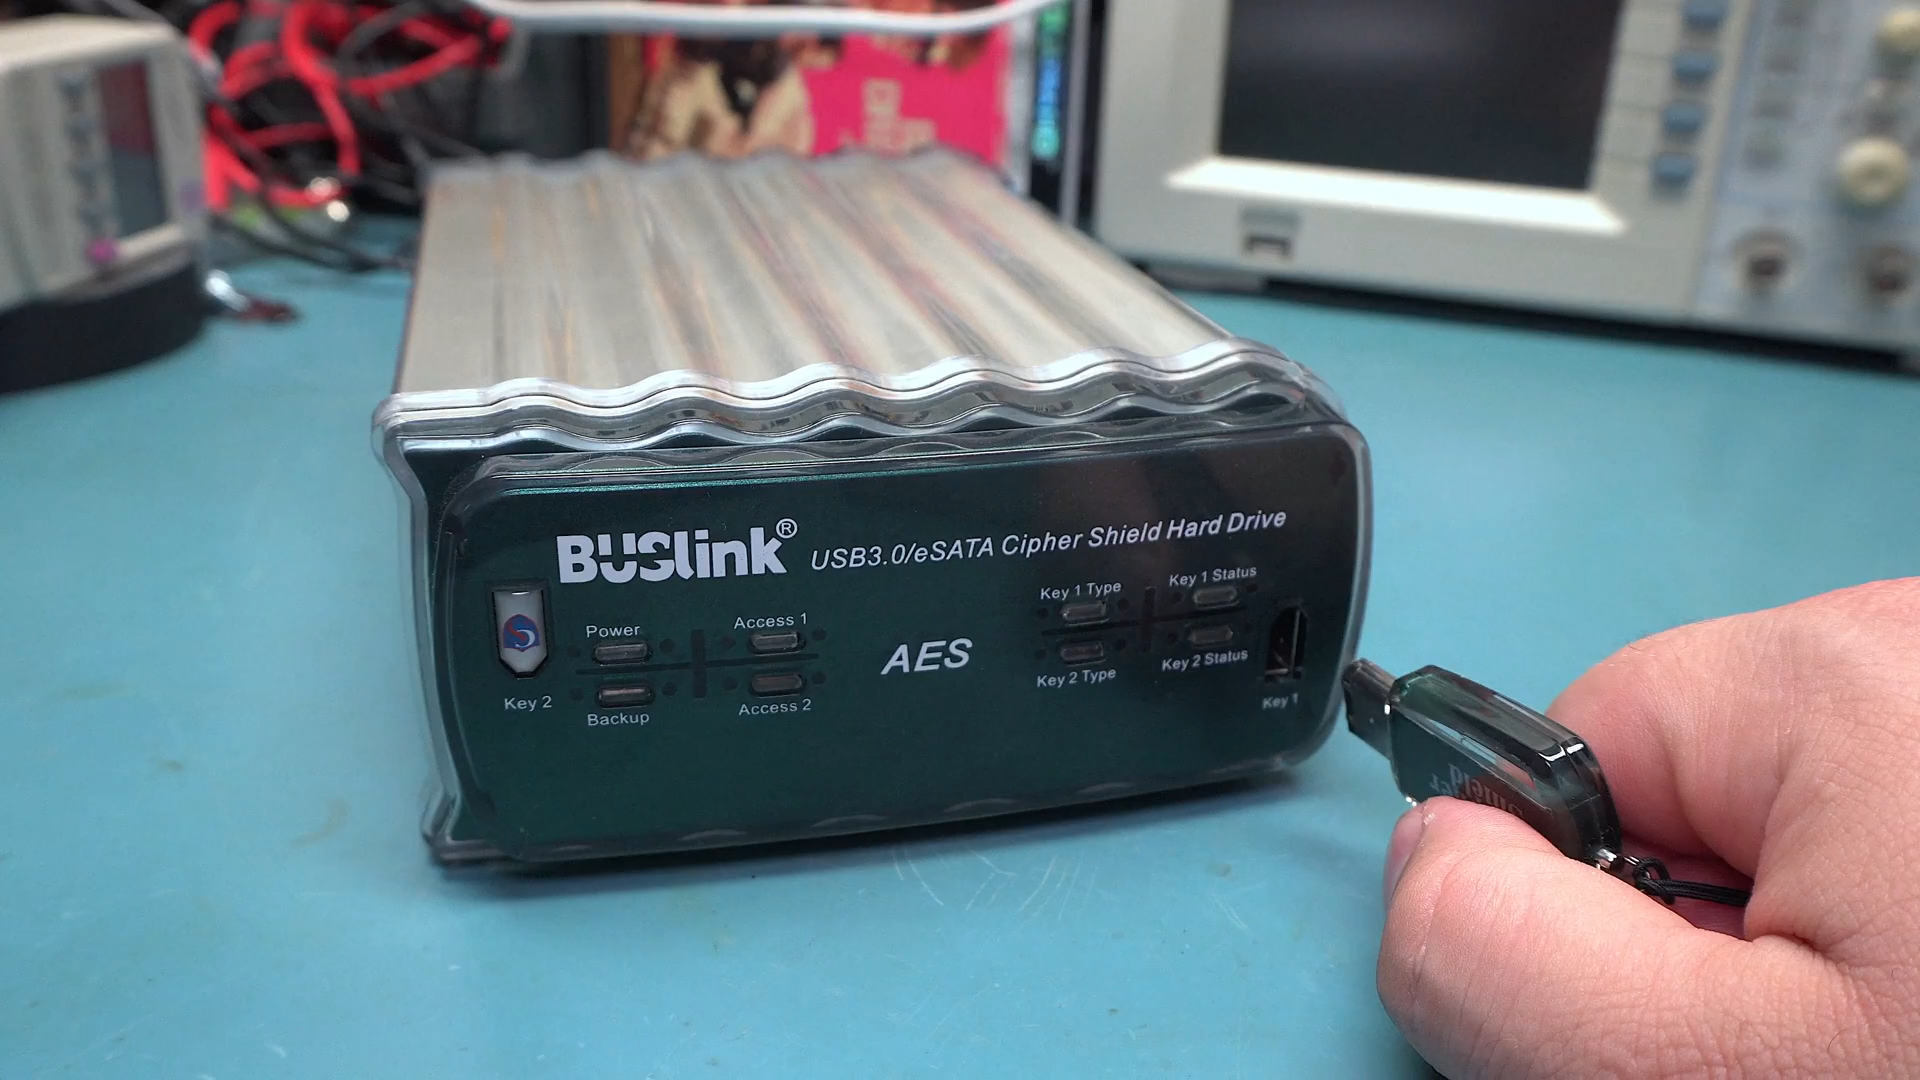 BUSlink®
USB3.0/eSATA Cipher Shield Hard Drive
Key 2
Power
Backup
Access 1
Access 2
AES
Key 1 Type
Key 2 Type
Key 1 Status
Key 2 Status
Key 1